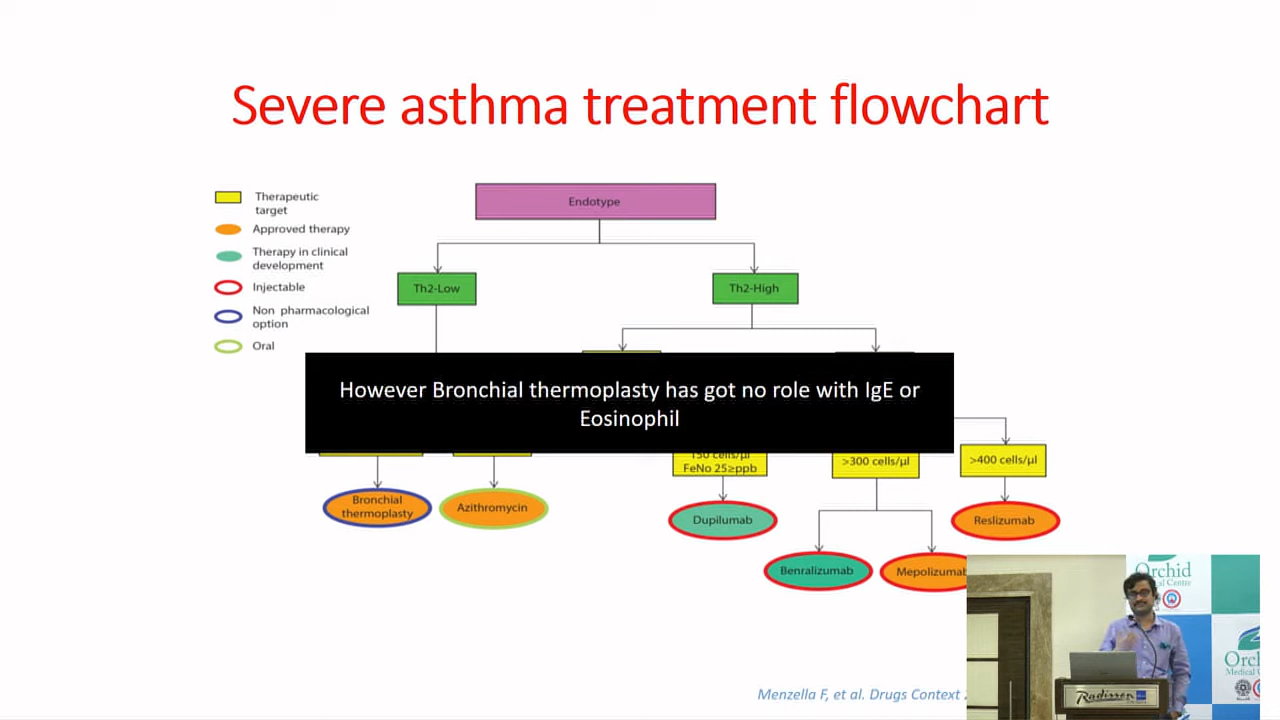 Severe asthma treatment flowchart
Therapeutic
target
Approved therapy
Therapy in clinical
development
Injectable
Non pharmacological
option
Oral
Endotype
Th2-Low
Th2-High
However Bronchial thermoplasty has got no role with IgE or
Eosinophil
150 cells/µl
FeNo 25≥ppb
>300 cells/µl
>400 cells/µl
Bronchial
thermoplasty
Azithromycin
Dupilumab
Reslizumab
Benralizumab
Mepolizumab
Menzella F, et al. Drugs Context
Orchid
Medical
Radisson